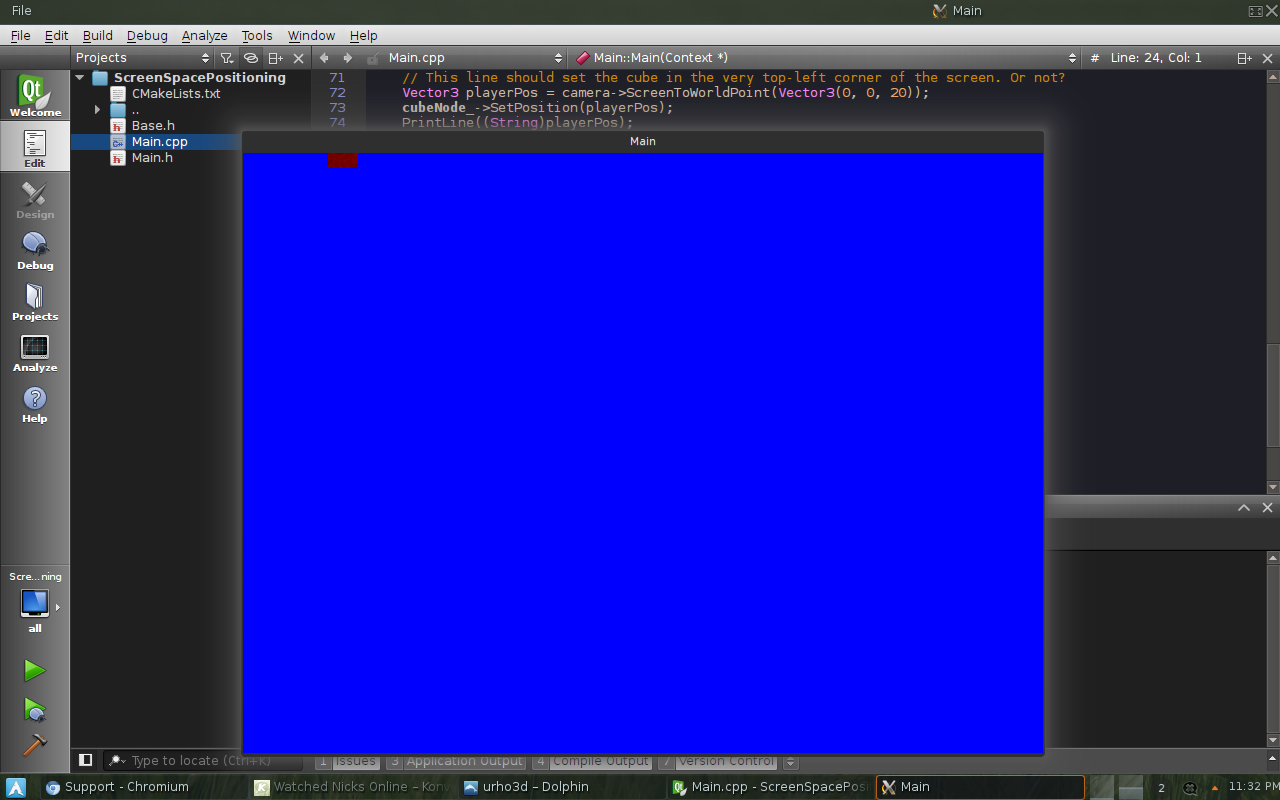 File
Main
File Edit Build Debug Analyze Tools Window Help
Projects
Main.cpp
Main::Main(Context *)
# Line: 24, Col: 1
Qt
Welcome
Edit
Design
Debug
Projects
Analyze
Help
ScreenSpacePositioning
CMakeLists.txt
..
Base.h
Main.cpp
Main.h
71 // This line should set the cube in the very top-left corner of the screen. Or not?
72 Vector3 playerPos = camera->ScreenToWorldPoint(Vector3(0, 0, 20));
73 cubeNode_->SetPosition(playerPos);
74 PrintLine((String)playerPos);
Main
Scre...ning
all
Type to locate (Ctrl+K)
1 Issues
3 Application Output
4 Compile Output
7 Version Control
Support - Chromium
Watched Nicks Online – Kon
urho3d – Dolphin
Main.cpp - ScreenSpacePosi
Main
2
11:32 PM